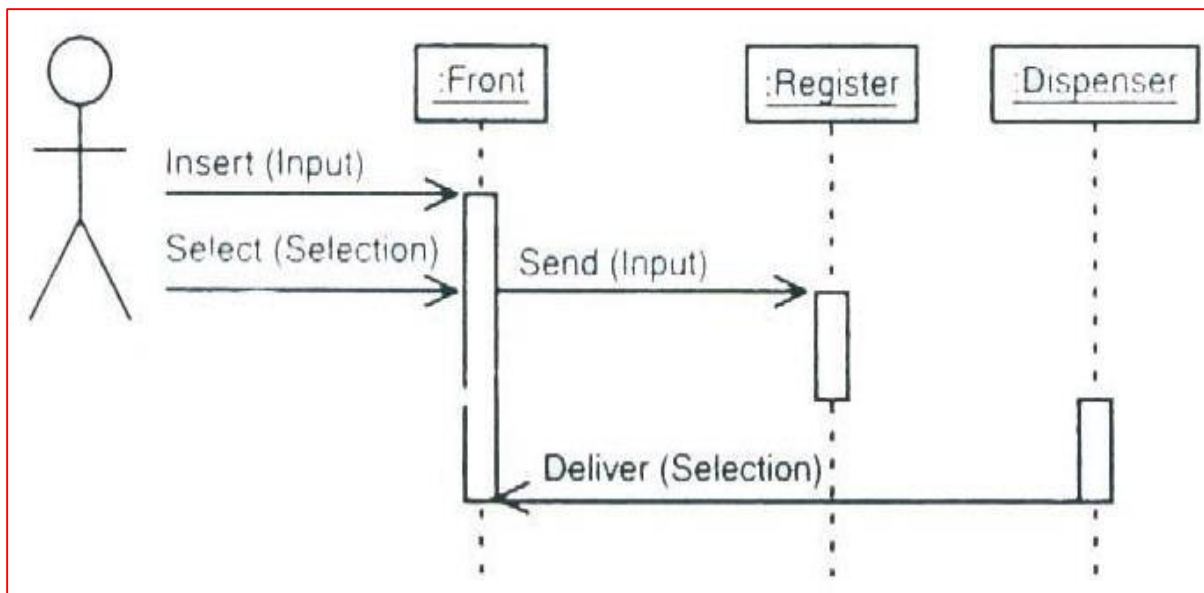 :Front
:Register
:Dispenser
Insert (Input)
Select (Selection)
Send (Input)
Deliver (Selection)